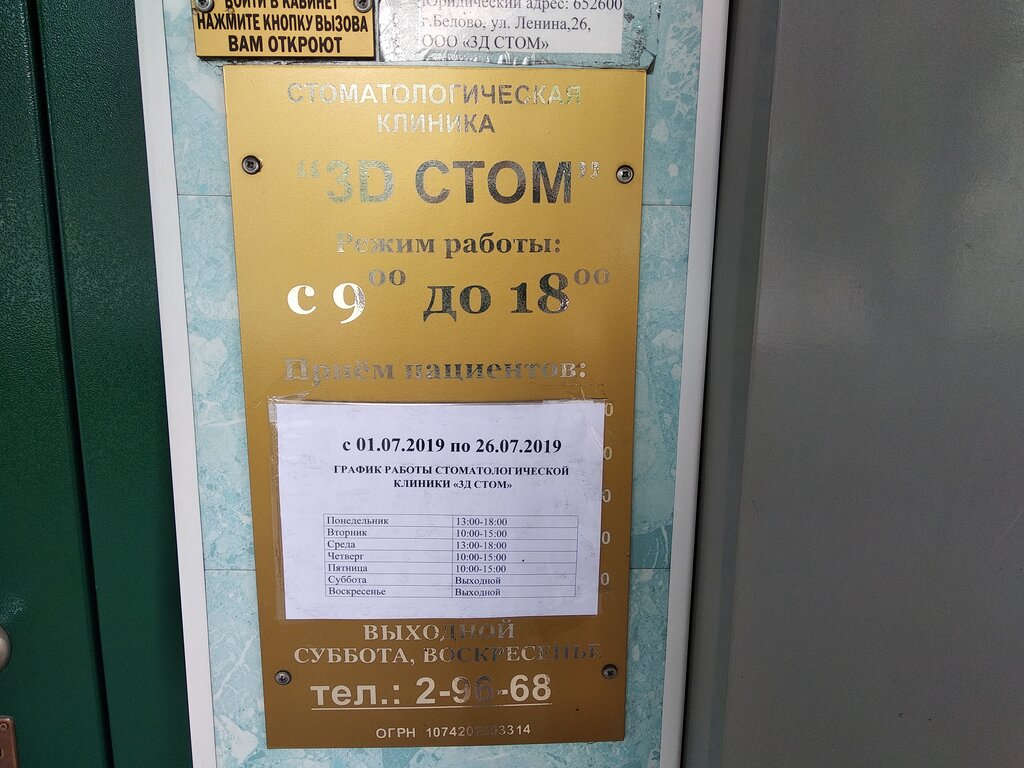 ВОЙТИ В КАБИНЕТ
НАЖМИТЕ КНОПКУ ВЫЗОВА
ВАМ ОТКРОЮТ
Юридический адрес: 652600
г.Белово, ул. Ленина,26,
ООО «3Д СТОМ»
СТОМАТОЛОГИЧЕСКАЯ
КЛИНИКА
"3D СТОМ"
Режим работы:
с 9⁰⁰ до 18⁰⁰
Приём пациентов:
с 01.07.2019 по 26.07.2019
ГРАФИК РАБОТЫ СТОМАТОЛОГИЧЕСКОЙ
КЛИНИКИ «3Д СТОМ»
Понедельник 13:00-18:00
Вторник 10:00-15:00
Среда 13:00-18:00
Четверг 10:00-15:00
Пятница 10:00-15:00
Суббота Выходной
Воскресенье Выходной
ВЫХОДНОЙ
СУББОТА, ВОСКРЕСЕНЬЕ
тел.: 2-96-68
ОГРН